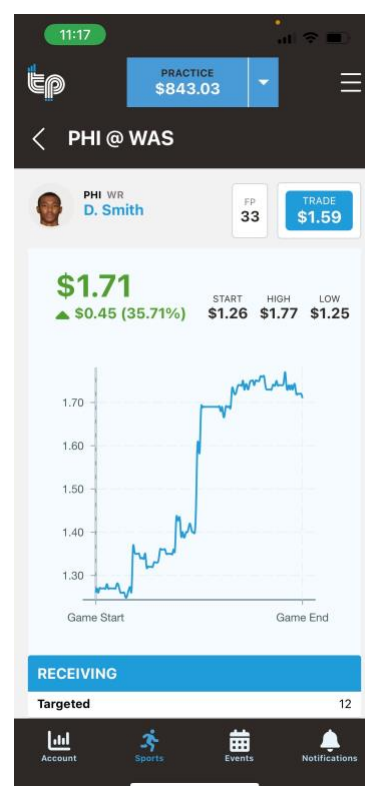 11:17
tp
PRACTICE
$843.03
PHI @ WAS
PHI WR
D. Smith
FP
33
TRADE
$1.59
$1.71
$0.45 (35.71%)
START HIGH LOW
$1.26 $1.77 $1.25
1.70
1.60
1.50
1.40
1.30
Game Start Game End
RECEIVING
Targeted 12
Account Sports Events Notifications